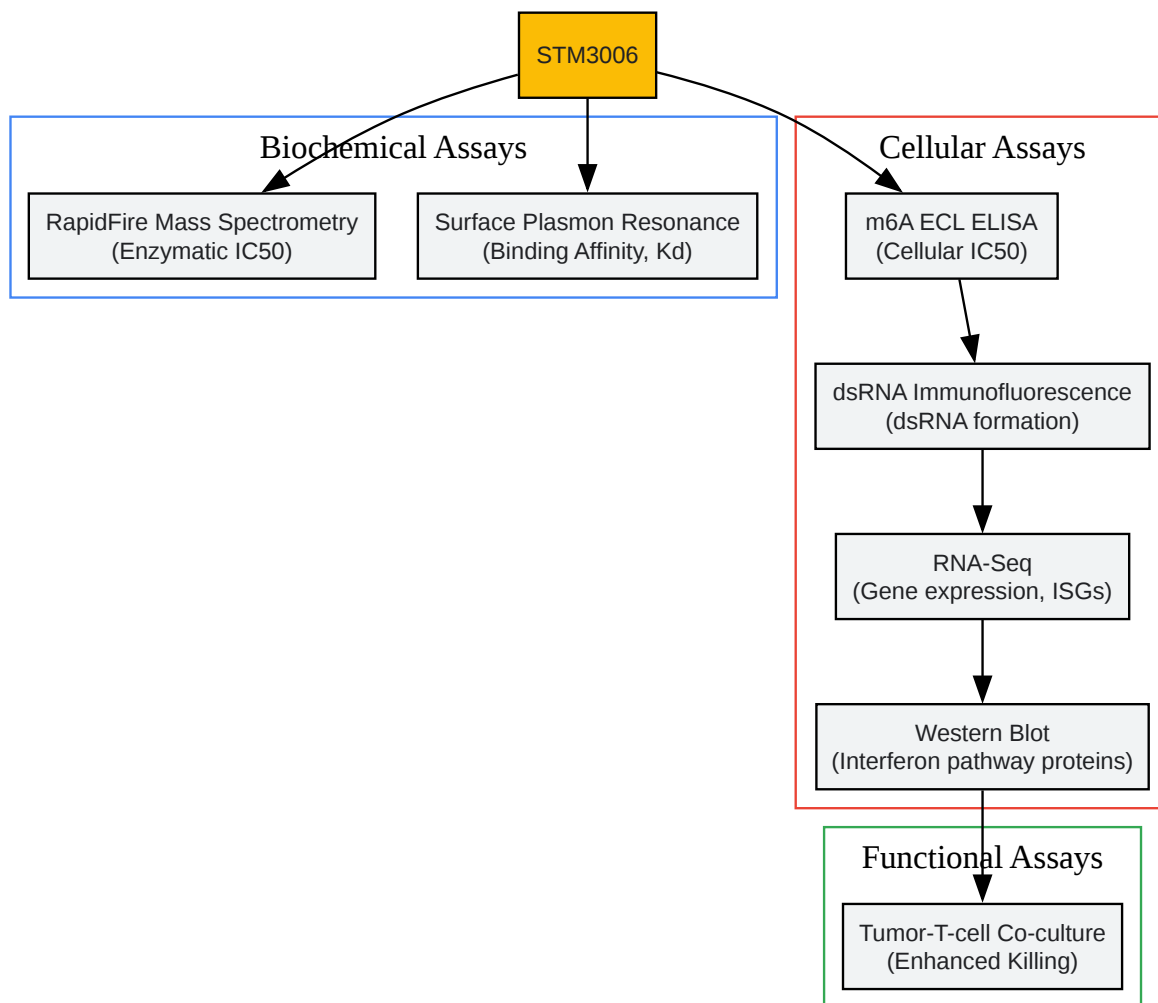 STM3006
Biochemical Assays
RapidFire Mass Spectrometry
(Enzymatic IC50)
Surface Plasmon Resonance
(Binding Affinity, Kd)
Cellular Assays
m6A ECL ELISA
(Cellular IC50)
dsRNA Immunofluorescence
(dsRNA formation)
RNA-Seq
(Gene expression, ISGs)
Western Blot
(Interferon pathway proteins)
Functional Assays
Tumor-T-cell Co-culture
(Enhanced Killing)